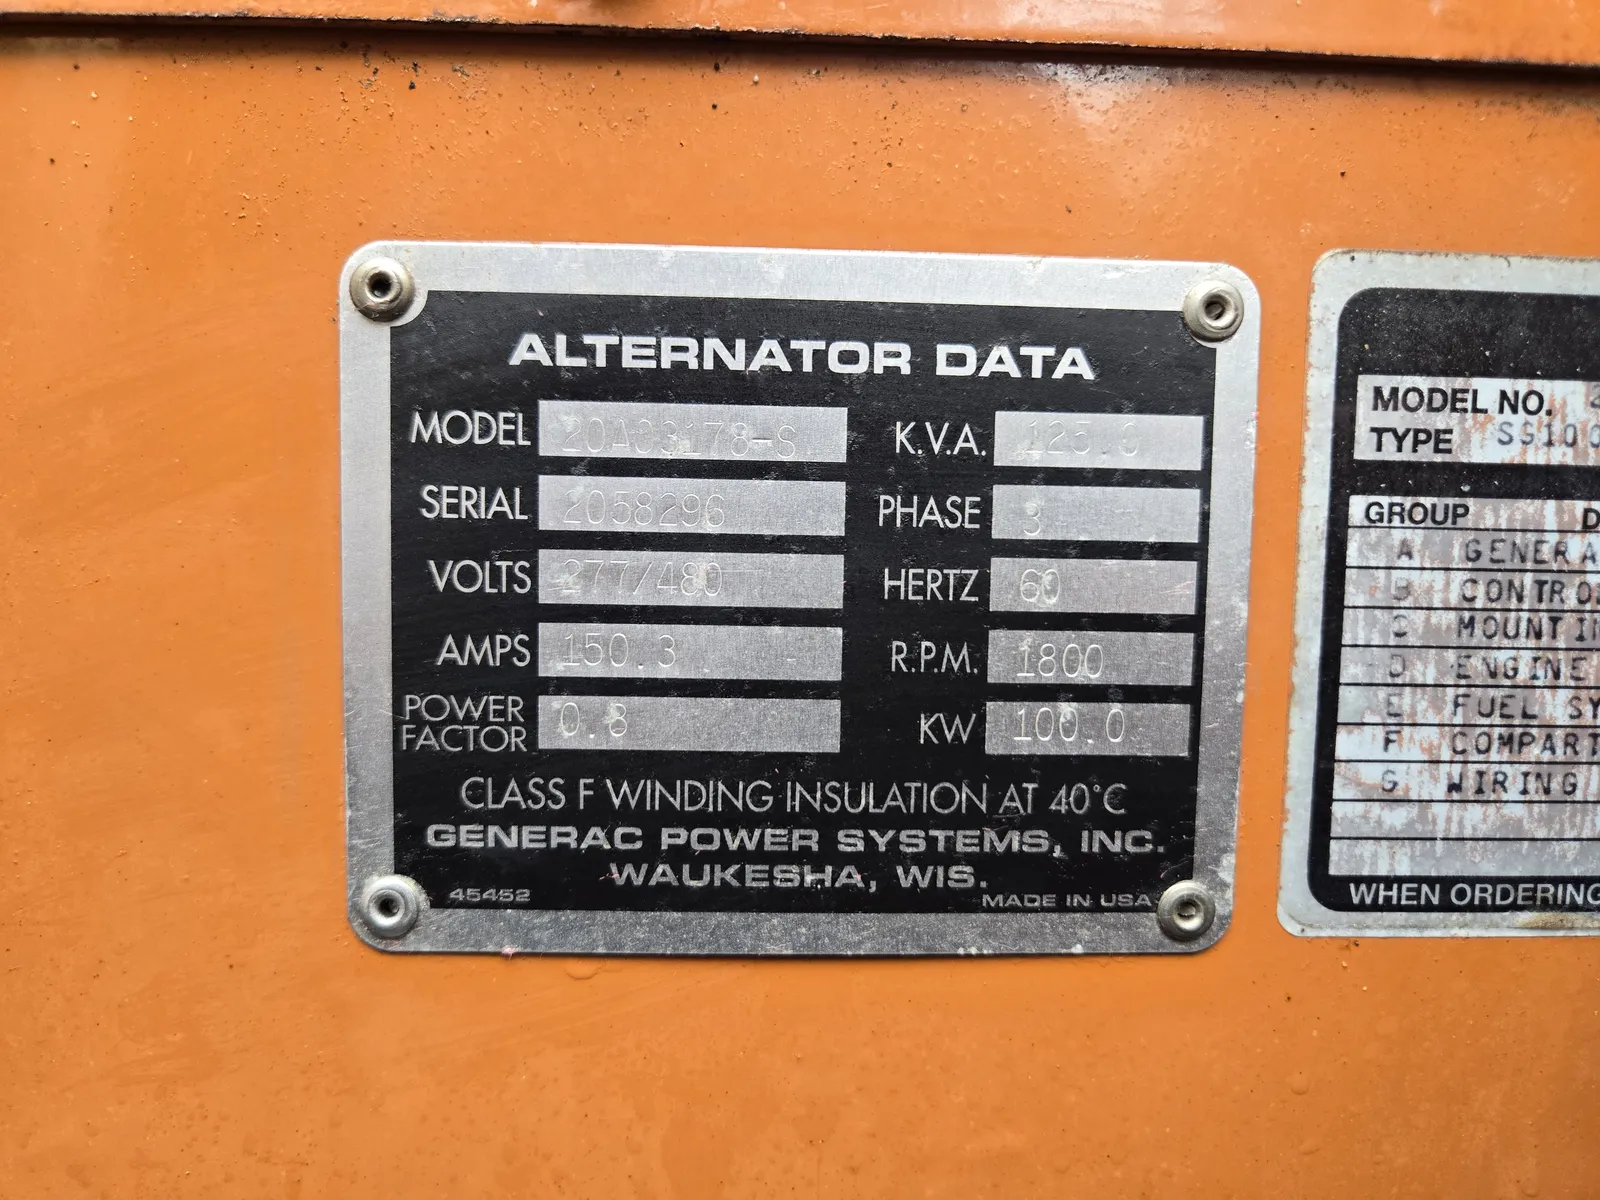 ALTERNATOR DATA
MODEL 20A03178-S K.V.A. 125.0
SERIAL 2058296 PHASE 3
VOLTS 277/480 HERTZ 60
AMPS 150.3 R.P.M. 1800
POWER FACTOR 0.8 KW 100.0
CLASS F WINDING INSULATION AT 40°C
GENERAC POWER SYSTEMS, INC.
WAUKESHA, WIS.
45452 MADE IN USA
MODEL NO.
TYPE
GROUP
A
B
C MOUNTIN
D ENGINE
E FUEL SY
F COMPART
G WIRING
WHEN ORDERING